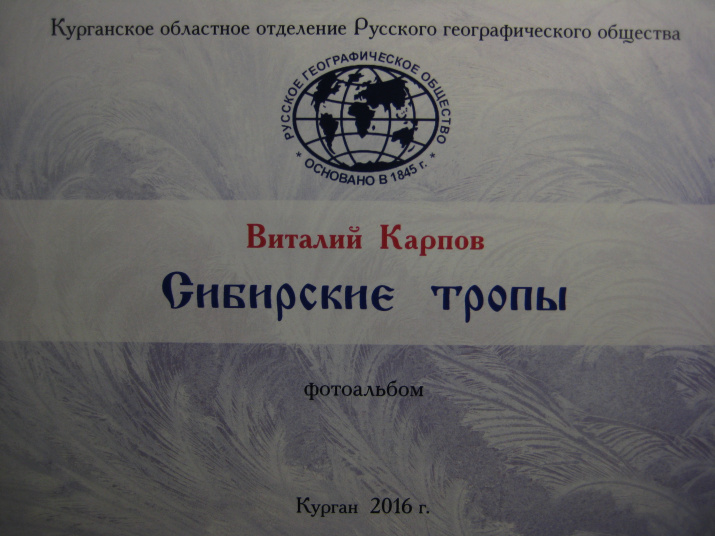 Курганское областное отделение Русского географического общества
РУССКОЕ ГЕОГРАФИЧЕСКОЕ ОБЩЕСТВО
* ОСНОВАНО В 1845 г. *
Виталий Карпов
Сибирские тропы
фотоальбом
Курган 2016 г.